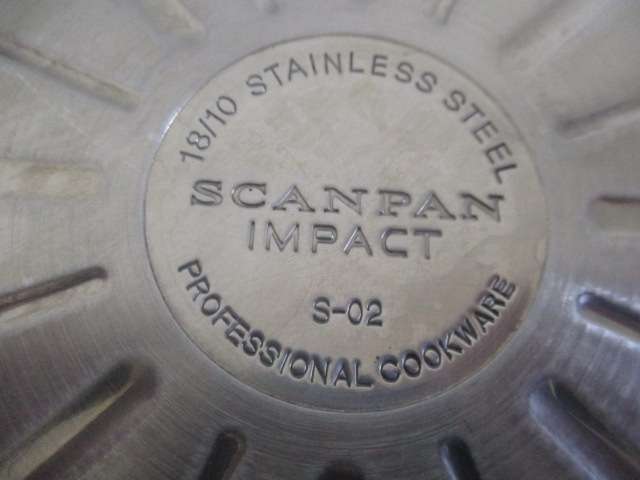 18/10 STAINLESS STEEL
SCANPAN
IMPACT
S-02
PROFESSIONAL COOKWARE